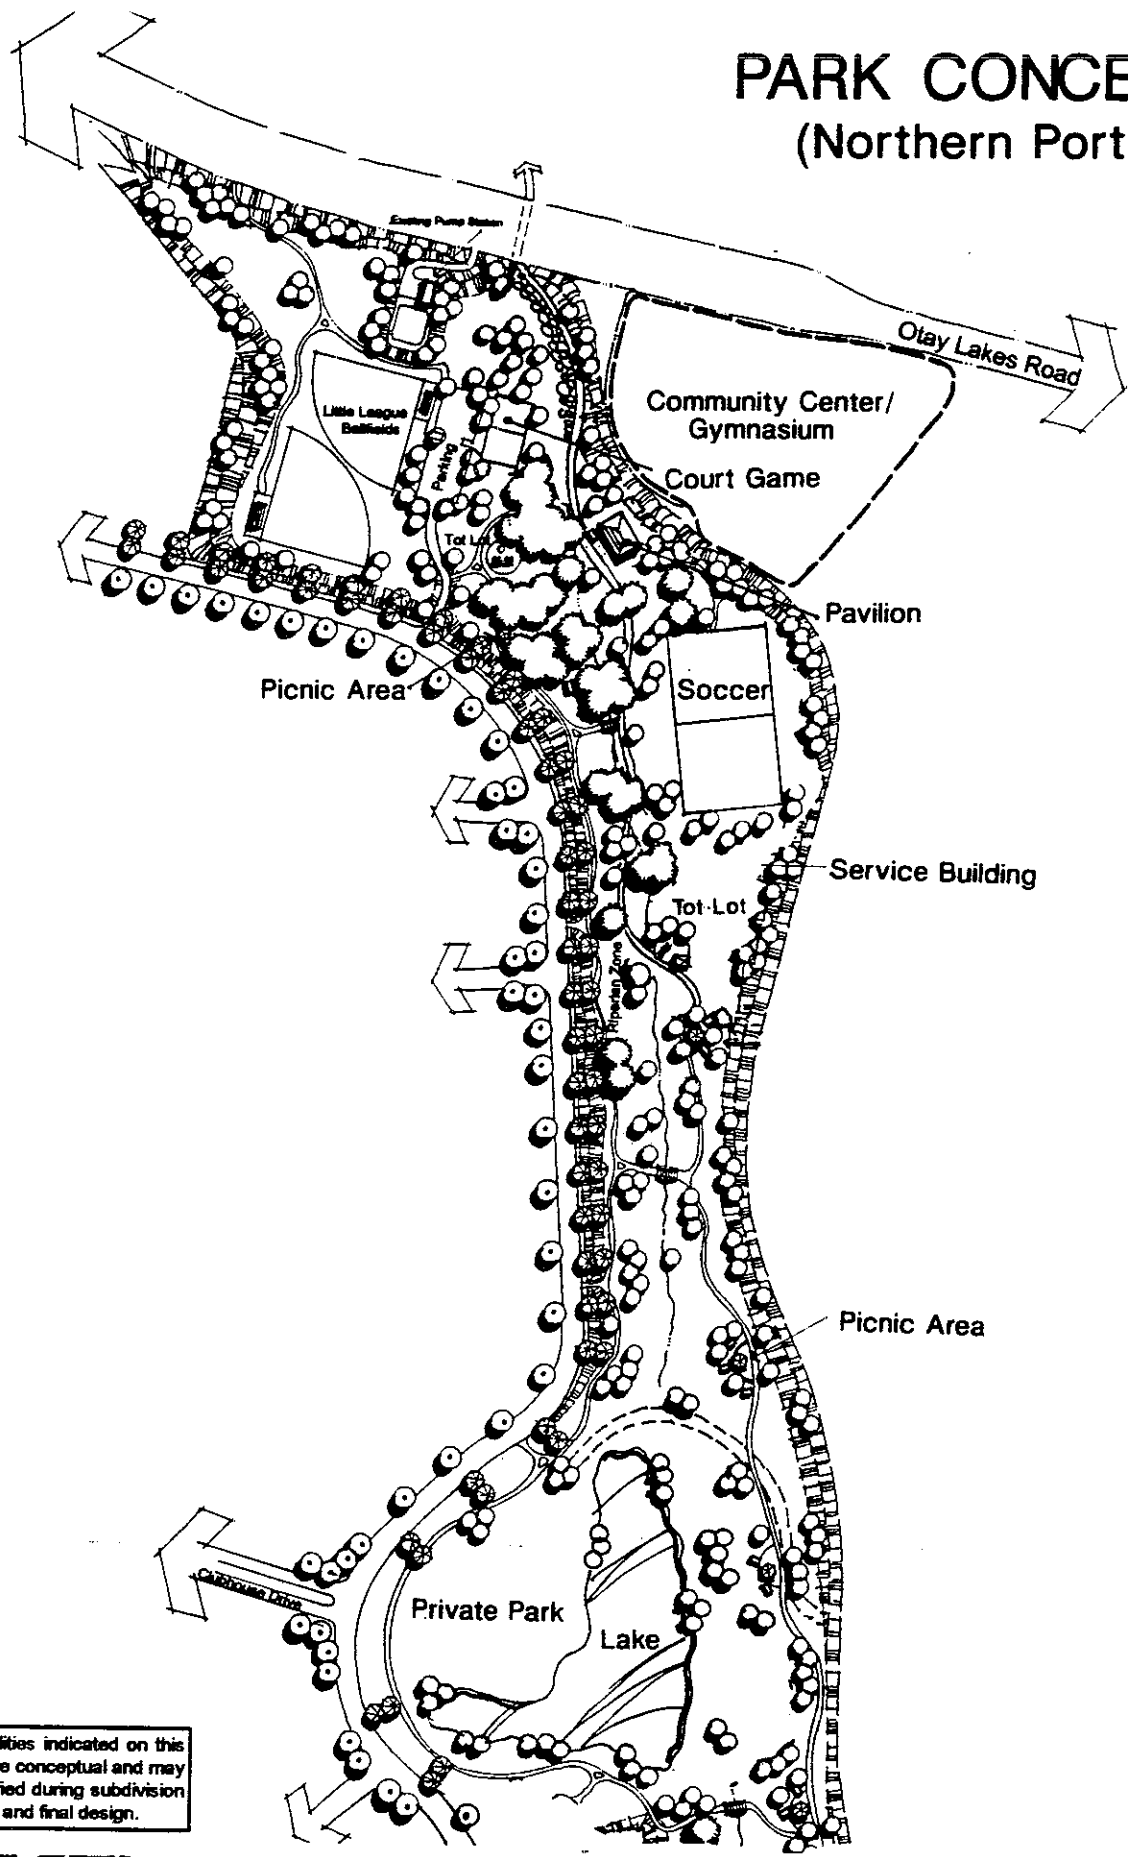 PARK CONCE
(Northern Port
Existing Pump Station
Otay Lakes Road
Community Center/
Gymnasium
Little League
Ballfields
Court Game
Parking
Tot Lot
Pavilion
Picnic Area
Soccer
Service Building
Tot-Lot
Riparian Zone
Picnic Area
Clubhouse Drive
Private Park
Lake
ities indicated on this
e conceptual and may
ied during subdivision
and final design.